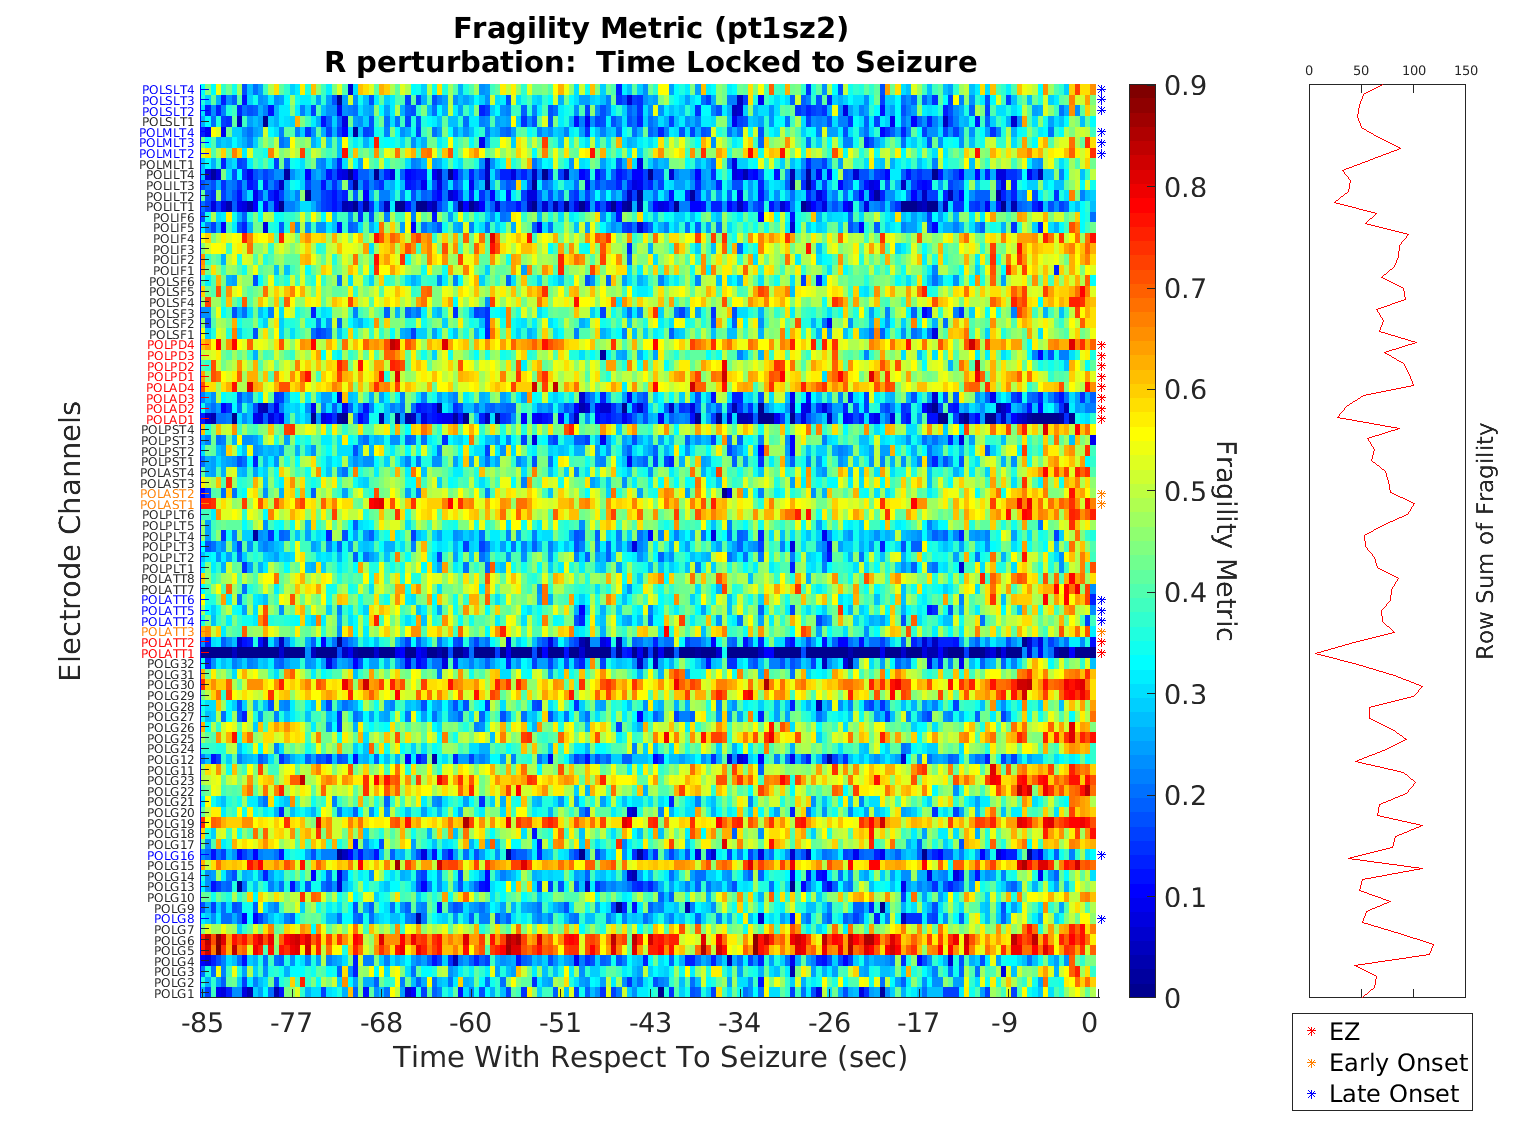 Fragility Metric (pt1sz2)
R perturbation: Time Locked to Seizure
Electrode Channels
POLSLT4
POLSLT3
POLSLT2
POLSLT1
POLMLT4
POLMLT3
POLMLT2
POLMLT1
POLILT4
POLILT3
POLILT2
POLILT1
POLIF6
POLIF5
POLIF4
POLIF3
POLIF2
POLIF1
POLSF6
POLSF5
POLSF4
POLSF3
POLSF2
POLSF1
POLPD4
POLPD3
POLPD2
POLPD1
POLAD4
POLAD3
POLAD2
POLAD1
POLPST4
POLPST3
POLPST2
POLPST1
POLAST4
POLAST3
POLAST2
POLAST1
POLPLT6
POLPLT5
POLPLT4
POLPLT3
POLPLT2
POLPLT1
POLATT8
POLATT7
POLATT6
POLATT5
POLATT4
POLATT3
POLATT2
POLATT1
POLG32
POLG31
POLG30
POLG29
POLG28
POLG27
POLG26
POLG25
POLG24
POLG12
POLG11
POLG23
POLG22
POLG21
POLG20
POLG19
POLG18
POLG17
POLG16
POLG15
POLG14
POLG13
POLG10
POLG9
POLG8
POLG7
POLG6
POLG5
POLG4
POLG3
POLG2
POLG1
-85 -77 -68 -60 -51 -43 -34 -26 -17 -9 0
Time With Respect To Seizure (sec)
0.9
0.8
0.7
0.6
0.5
0.4
0.3
0.2
0.1
0
Fragility Metric
0 50 100 150
Row Sum of Fragility
EZ
Early Onset
Late Onset